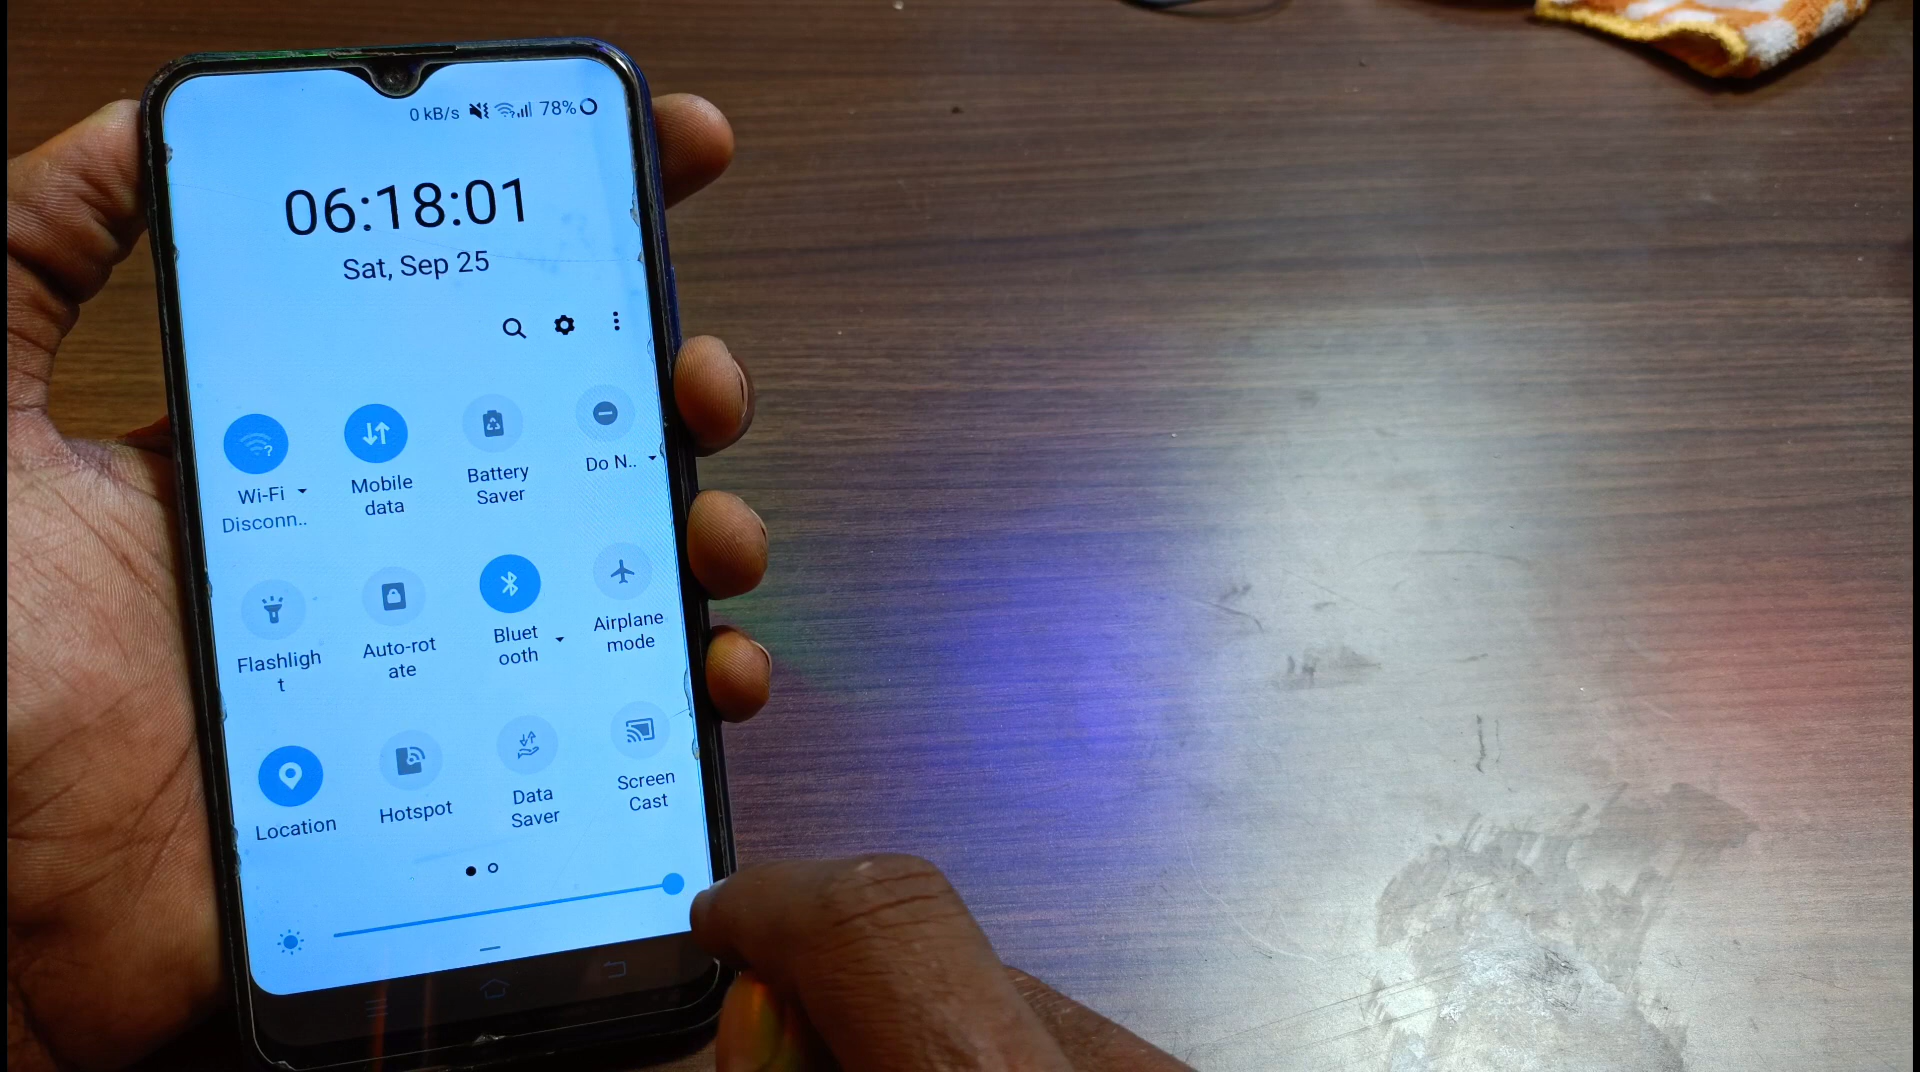 0 kB/s 78%
06:18:01
Sat, Sep 25
Wi-Fi
Disconn..
Mobile
data
Battery
Saver
Do N..
Flashligh
t
Auto-rot
ate
Bluet
ooth
Airplane
mode
Location
Hotspot
Data
Saver
Screen
Cast